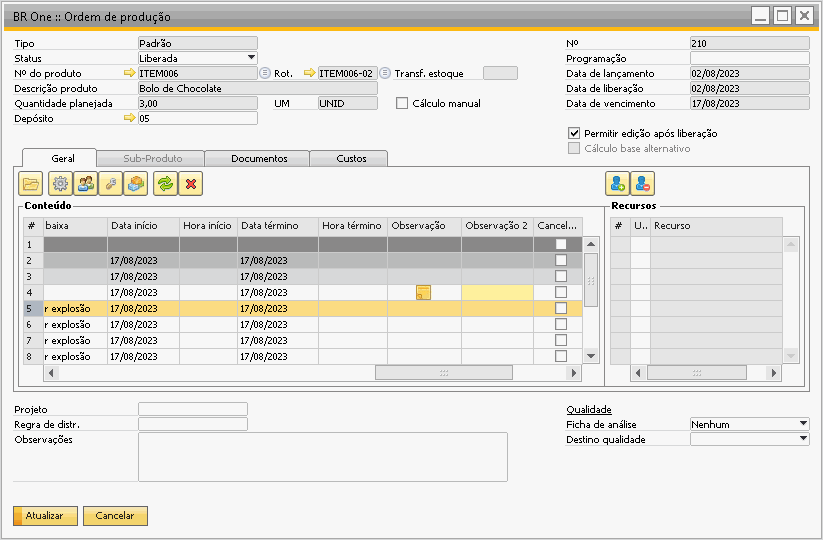 BR One :: Ordem de produção
Tipo Padrão Nº 210
Status Liberada Programação
Nº do produto ITEM006 Rot. ITEM006-02 Transf. estoque Data de lançamento 02/08/2023
Descrição produto Bolo de Chocolate Data de liberação 02/08/2023
Quantidade planejada 3,00 UM UNID Cálculo manual Data de vencimento 17/08/2023
Depósito 05
Permitir edição após liberação
Cálculo base alternativo
Geral Sub-Produto Documentos Custos
Conteúdo Recursos
# baixa Data início Hora início Data término Hora término Observação Observação 2 Cancel... # U.. Recurso
1
2 17/08/2023 17/08/2023
3 17/08/2023 17/08/2023
4 17/08/2023 17/08/2023
5 r explosão 17/08/2023 17/08/2023
6 r explosão 17/08/2023 17/08/2023
7 r explosão 17/08/2023 17/08/2023
8 r explosão 17/08/2023 17/08/2023
Projeto Qualidade
Regra de distr. Ficha de análise Nenhum
Observações Destino qualidade
Atualizar Cancelar